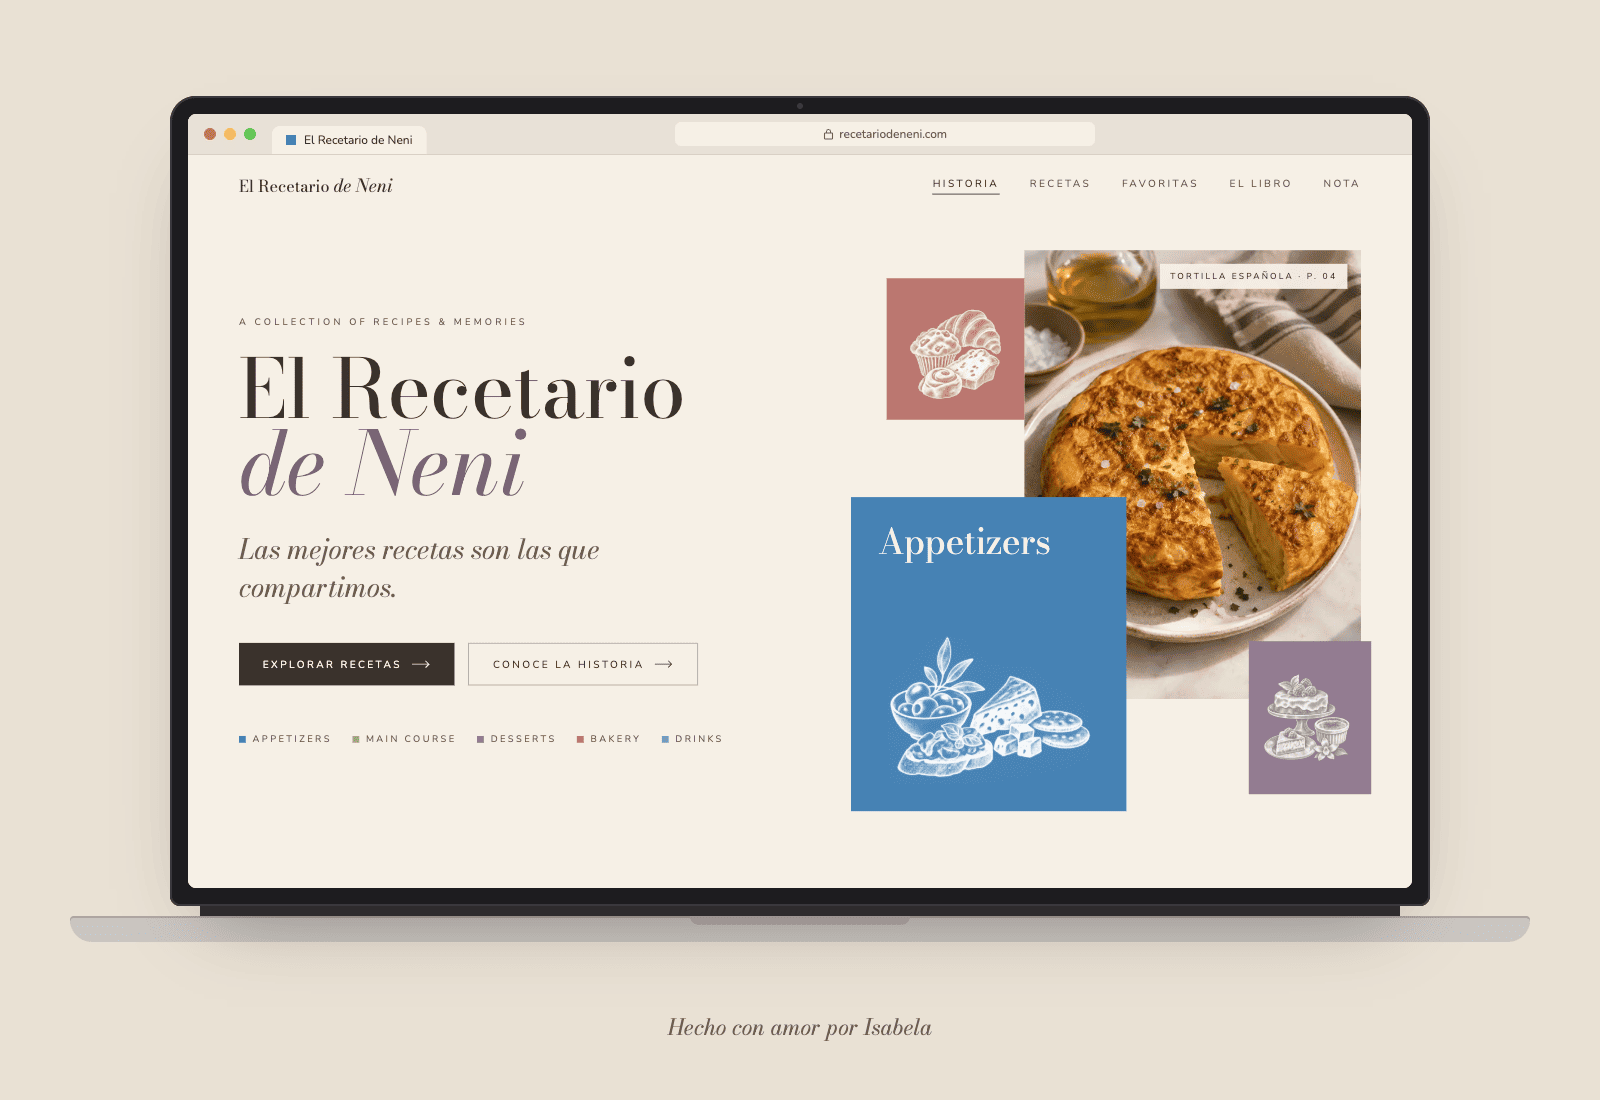 El Recetario de Neni
recetariodeneni.com
El Recetario de Neni
HISTORIA
RECETAS
FAVORITAS
EL LIBRO
NOTA
A COLLECTION OF RECIPES & MEMORIES
El Recetario
de Neni
Las mejores recetas son las que
compartimos.
EXPLORAR RECETAS →
CONOCE LA HISTORIA →
APPETIZERS
MAIN COURSE
DESSERTS
BAKERY
DRINKS
TORTILLA ESPAÑOLA · P. 04
Appetizers
Hecho con amor por Isabela